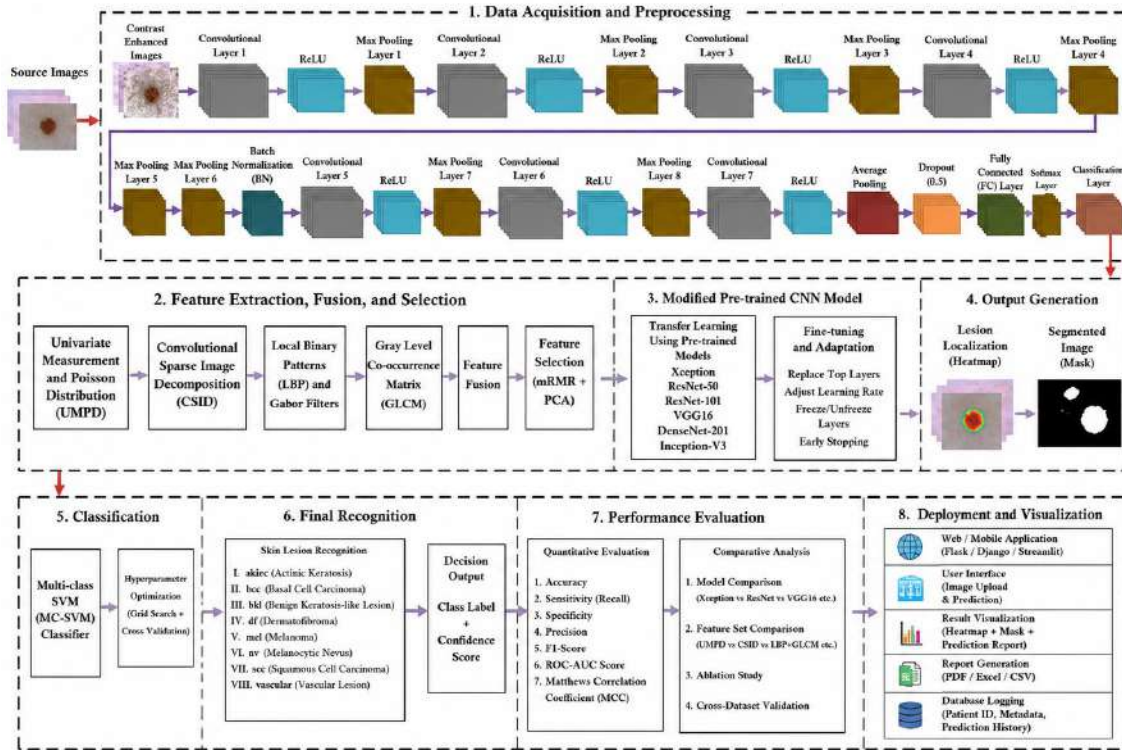 1. Data Acquisition and Preprocessing
Source Images
Contrast
Enhanced
Images
Convolutional
Layer 1
ReLU
Max Pooling
Layer 1
Convolutional
Layer 2
ReLU
Max Pooling
Layer 2
Convolutional
Layer 3
ReLU
Max Pooling
Layer 3
Convolutional
Layer 4
ReLU
Max Pooling
Layer 4
Max Pooling
Layer 5
Max Pooling
Layer 6
Batch
Normalization
(BN)
Convolutional
Layer 5
ReLU
Max Pooling
Layer 7
Convolutional
Layer 6
ReLU
Max Pooling
Layer 8
Convolutional
Layer 7
ReLU
Average
Pooling
Dropout
(0.5)
Fully
Connected
(FC) Layer
Softmax
Layer
Classification
Layer
2. Feature Extraction, Fusion, and Selection
Univariate
Measurement
and Poisson
Distribution
(UMPD)
Convolutional
Sparse Image
Decomposition
(CSID)
Local Binary
Patterns
(LBP) and
Gabor Filters
Gray Level
Co-occurrence
Matrix
(GLCM)
Feature
Fusion
Feature
Selection
(mRMR +
PCA)
3. Modified Pre-trained CNN Model
Transfer Learning
Using Pre-trained
Models
Xception
ResNet-50
ResNet-101
VGG16
DenseNet-201
Inception-V3
Fine-tuning
and Adaptation
Replace Top Layers
Adjust Learning Rate
Freeze/Unfreeze
Layers
Early Stopping
4. Output Generation
Lesion
Localization
(Heatmap)
Segmented
Image
(Mask)
5. Classification
Multi-class
SVM
(MC-SVM)
Classifier
Hyperparameter
Optimization
(Grid Search +
Cross Validation)
6. Final Recognition
Skin Lesion Recognition
I. akiec (Actinic Keratosis)
II. bcc (Basal Cell Carcinoma)
III. bkl (Benign Keratosis-like Lesion)
IV. df (Dermatofibroma)
V. mel (Melanoma)
VI. nv (Melanocytic Nevus)
VII. scc (Squamous Cell Carcinoma)
VIII. vascular (Vascular Lesion)
Decision
Output
Class Label
+
Confidence
Score
7. Performance Evaluation
Quantitative Evaluation
1. Accuracy
2. Sensitivity (Recall)
3. Specificity
4. Precision
5. F1-Score
6. ROC-AUC Score
7. Matthews Correlation
Coefficient (MCC)
Comparative Analysis
1. Model Comparison
(Xception vs ResNet vs VGG16 etc.)
2. Feature Set Comparison
(UMPD vs CSID vs LBP+GLCM etc.)
3. Ablation Study
4. Cross-Dataset Validation
8. Deployment and Visualization
Web / Mobile Application
(Flask / Django / Streamlit)
User Interface
(Image Upload
& Prediction)
Result Visualization
(Heatmap + Mask +
Prediction Report)
Report Generation
(PDF / Excel / CSV)
Database Logging
(Patient ID, Metadata,
Prediction History)